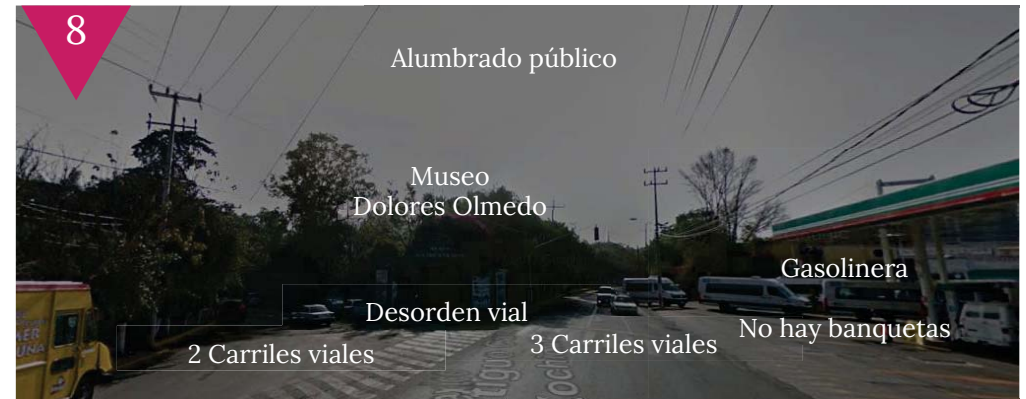 8
Alumbrado público
Museo
Dolores Olmedo
Gasolinera
Desorden vial
No hay banquetas
3 Carriles viales
2 Carriles viales